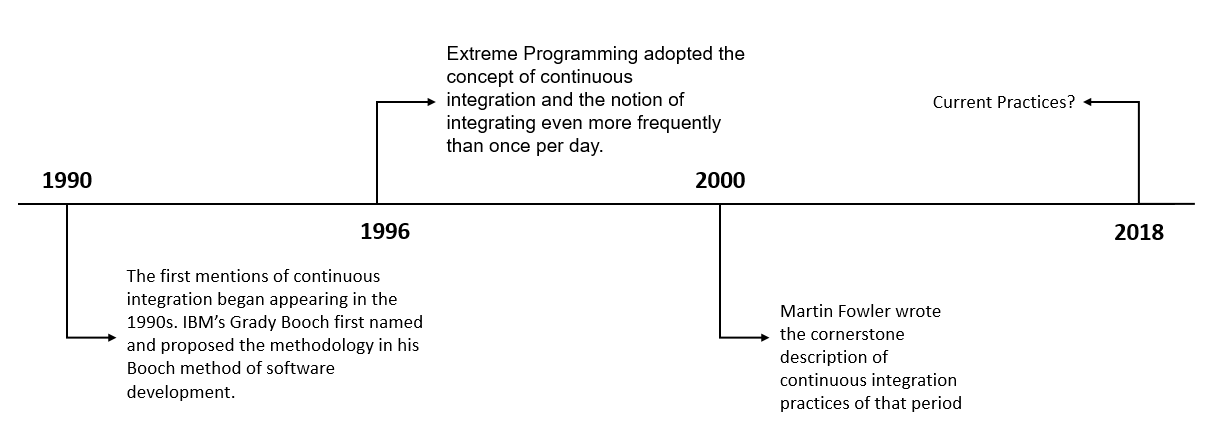 Extreme Programming adopted the
concept of continuous
integration and the notion of
integrating even more frequently
than once per day.
Current Practices?
1990
2000
1996
2018
The first mentions of continuous
integration began appearing in the
1990s. IBM’s Grady Booch first named
and proposed the methodology in his
Booch method of software
development.
Martin Fowler wrote
the cornerstone
description of
continuous integration
practices of that period